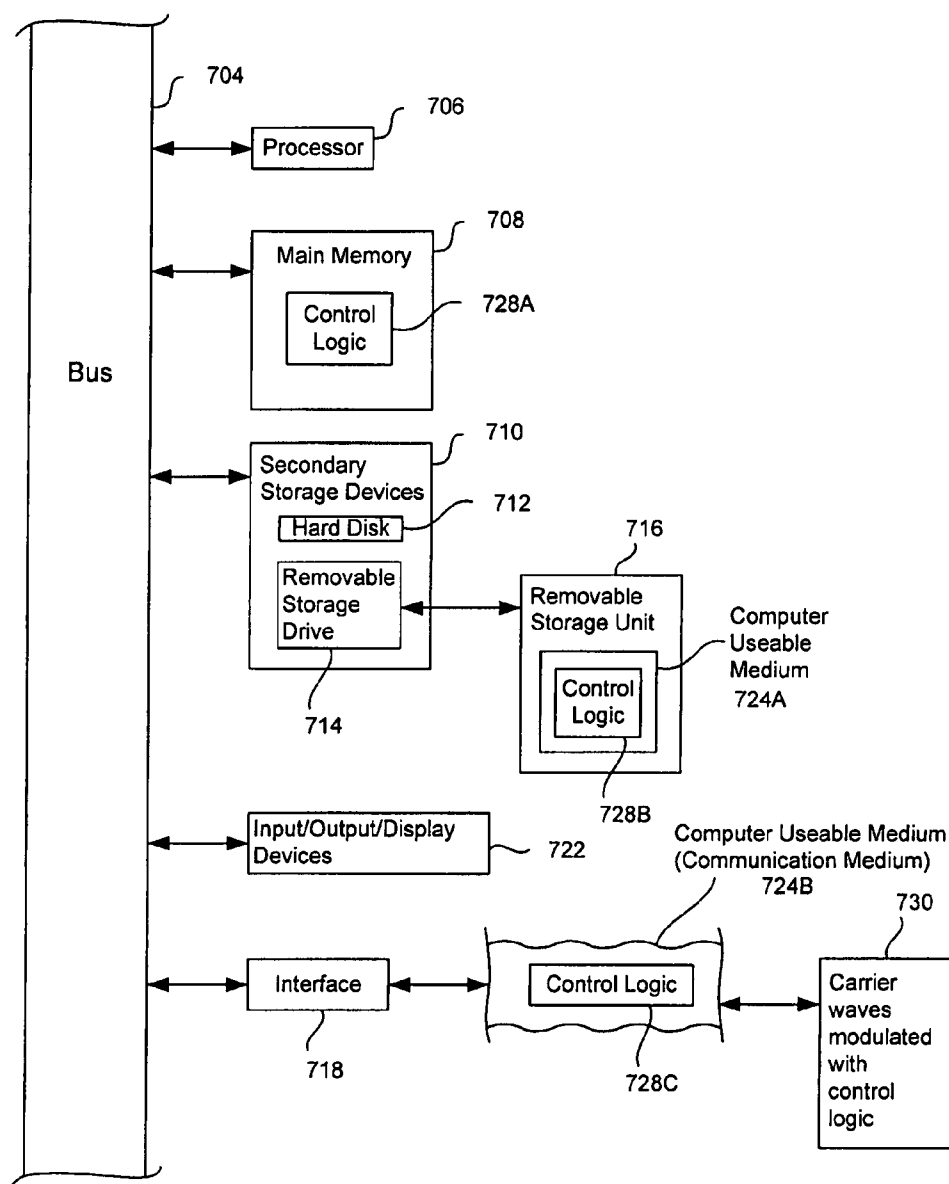 704
706
Processor
708
Main Memory
Control
Logic
728A
Bus
710
Secondary
Storage Devices
712
Hard Disk
Removable
Storage
Drive
714
716
Removable
Storage Unit
Computer
Useable
Medium
724A
Control
Logic
728B
Input/Output/Display
Devices
722
Computer Useable Medium
(Communication Medium)
724B
730
Interface
718
Control Logic
728C
Carrier
waves
modulated
with
control
logic